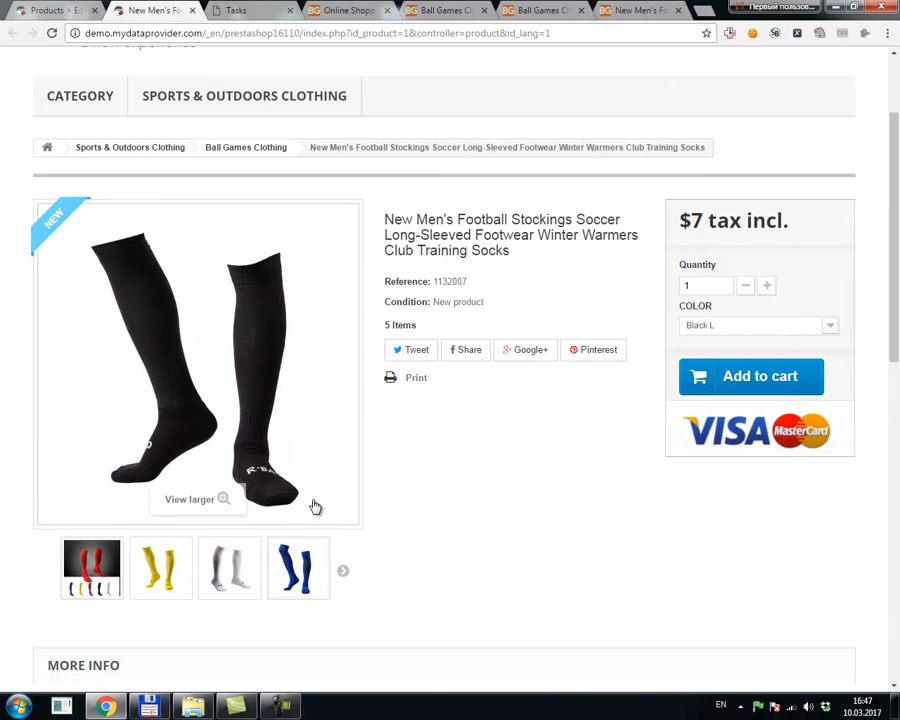 Products > Ed
New Men's Fo
Tasks
Online Shopp
Ball Games Cl
Ball Games Cl
New Men's Fo
Первый пользов...
demo.mydataprovider.com/_en/prestashop16110/index.php?id_product=1&controller=product&id_lang=1
CATEGORY
SPORTS & OUTDOORS CLOTHING
Sports & Outdoors Clothing
Ball Games Clothing
New Men's Football Stockings Soccer Long-Sleeved Footwear Winter Warmers Club Training Socks
NEW
New Men's Football Stockings Soccer
Long-Sleeved Footwear Winter Warmers
Club Training Socks
Reference: 1132007
Condition: New product
5 Items
Tweet
Share
Google+
Pinterest
Print
$7 tax incl.
Quantity
1
COLOR
Black L
Add to cart
VISA MasterCard
View larger
MORE INFO
EN
16:47
10.03.2017